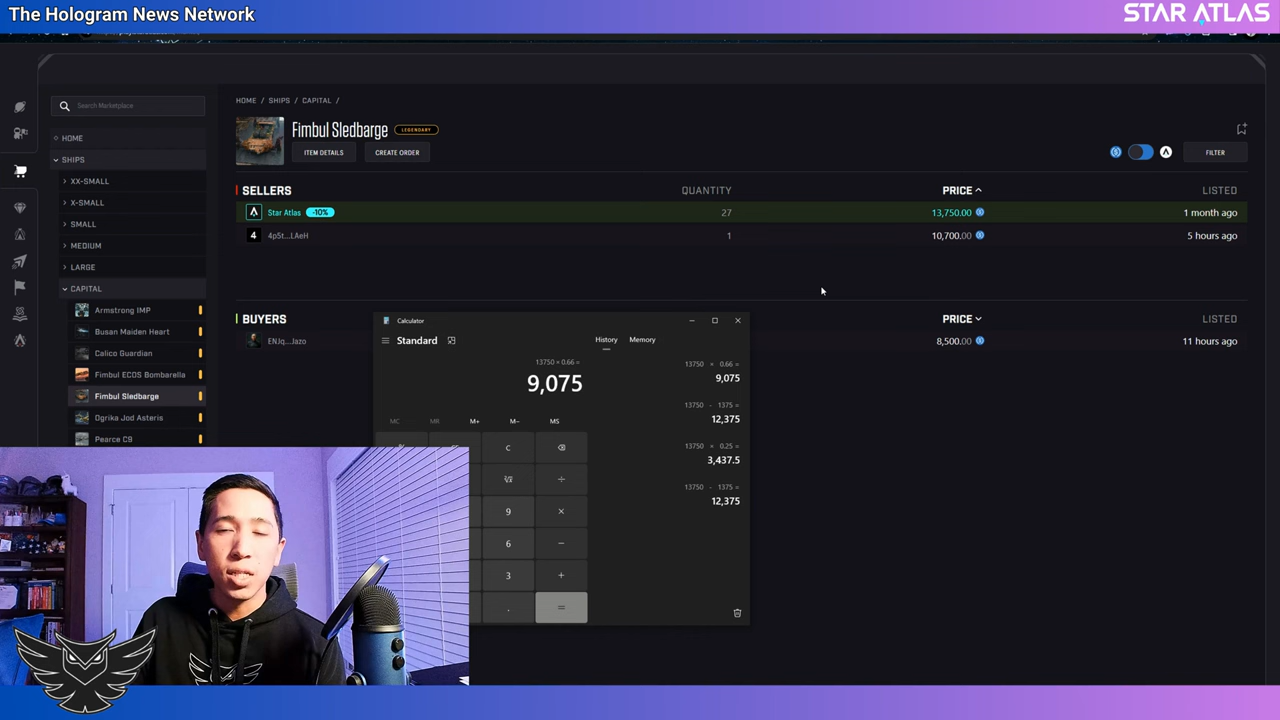 The Hologram News Network
STAR ATLAS
Search Marketplace
HOME
SHIPS
XX-SMALL
X-SMALL
SMALL
MEDIUM
LARGE
CAPITAL
Armstrong IMP
Busan Maiden Heart
Calico Guardian
Fimbul ECOS Bombarella
Fimbul Sledbarge
Ogrika Jod Asteris
Pearce C9
HOME / SHIPS / CAPITAL /
Fimbul Sledbarge LEGENDARY
ITEM DETAILS CREATE ORDER
FILTER
SELLERS QUANTITY PRICE LISTED
Star Atlas -10% 27 13,750.00 1 month ago
4 4p5t...LAeH 1 10,700.00 5 hours ago
BUYERS PRICE LISTED
ENJq...Jazo 8,500.00 11 hours ago
Calculator
Standard
History Memory
13750 × 0.66 =
9,075
MC MR M+ M- MS
C
9 ×
6 −
3 +
. =
13750 × 0.66 =
9,075
13750 - 1375 =
12,375
13750 × 0.25 =
3,437.5
13750 - 1375 =
12,375